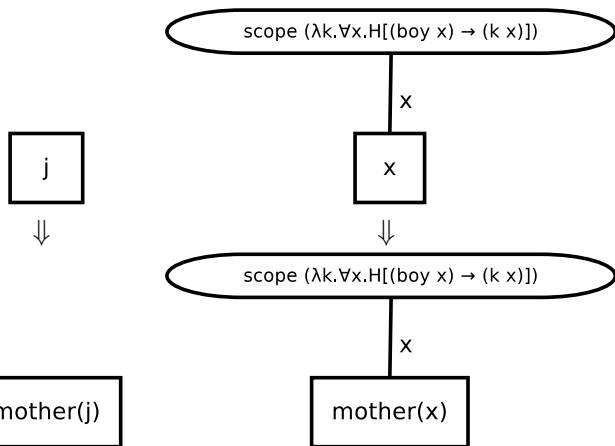 scope (λk.∀x.H[(boy x) → (k x)])
x
j
x
⇓
⇓
scope (λk.∀x.H[(boy x) → (k x)])
x
mother(j)
mother(x)